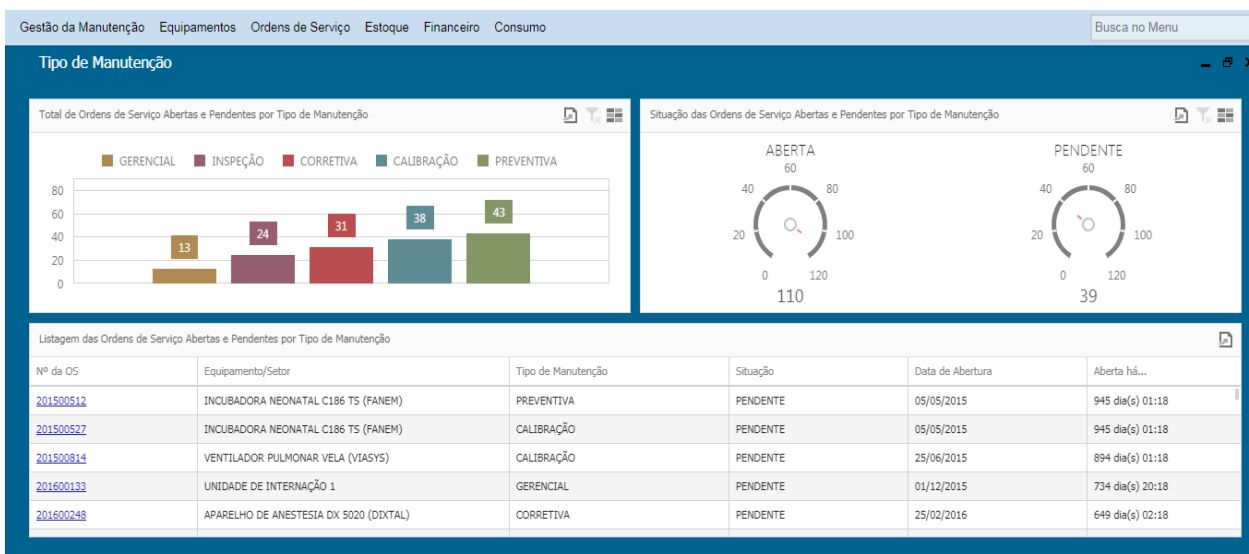 Gestão da Manutenção Equipamentos Ordens de Serviço Estoque Financeiro Consumo Busca no Menu
Tipo de Manutenção
Total de Ordens de Serviço Abertas e Pendentes por Tipo de Manutenção
GERENCIAL INSPEÇÃO CORRETIVA CALIBRAÇÃO PREVENTIVA
80
60
40
20
0
13 24 31 38 43
Situação das Ordens de Serviço Abertas e Pendentes por Tipo de Manutenção
ABERTA
60
40 80
20 100
0 120
110
PENDENTE
60
40 80
20 100
0 120
39
Listagem das Ordens de Serviço Abertas e Pendentes por Tipo de Manutenção
Nº da OS Equipamento/Setor Tipo de Manutenção Situação Data de Abertura Aberta há...
201500512 INCUBADORA NEONATAL C186 TS (FANEM) PREVENTIVA PENDENTE 05/05/2015 945 dia(s) 01:18
201500527 INCUBADORA NEONATAL C186 TS (FANEM) CALIBRAÇÃO PENDENTE 05/05/2015 945 dia(s) 01:18
201500814 VENTILADOR PULMONAR VELA (VIASYS) CALIBRAÇÃO PENDENTE 25/06/2015 894 dia(s) 01:18
201600133 UNIDADE DE INTERNAÇÃO 1 GERENCIAL PENDENTE 01/12/2015 734 dia(s) 20:18
201600248 APARELHO DE ANESTESIA DX 5020 (DIXTAL) CORRETIVA PENDENTE 25/02/2016 649 dia(s) 02:18